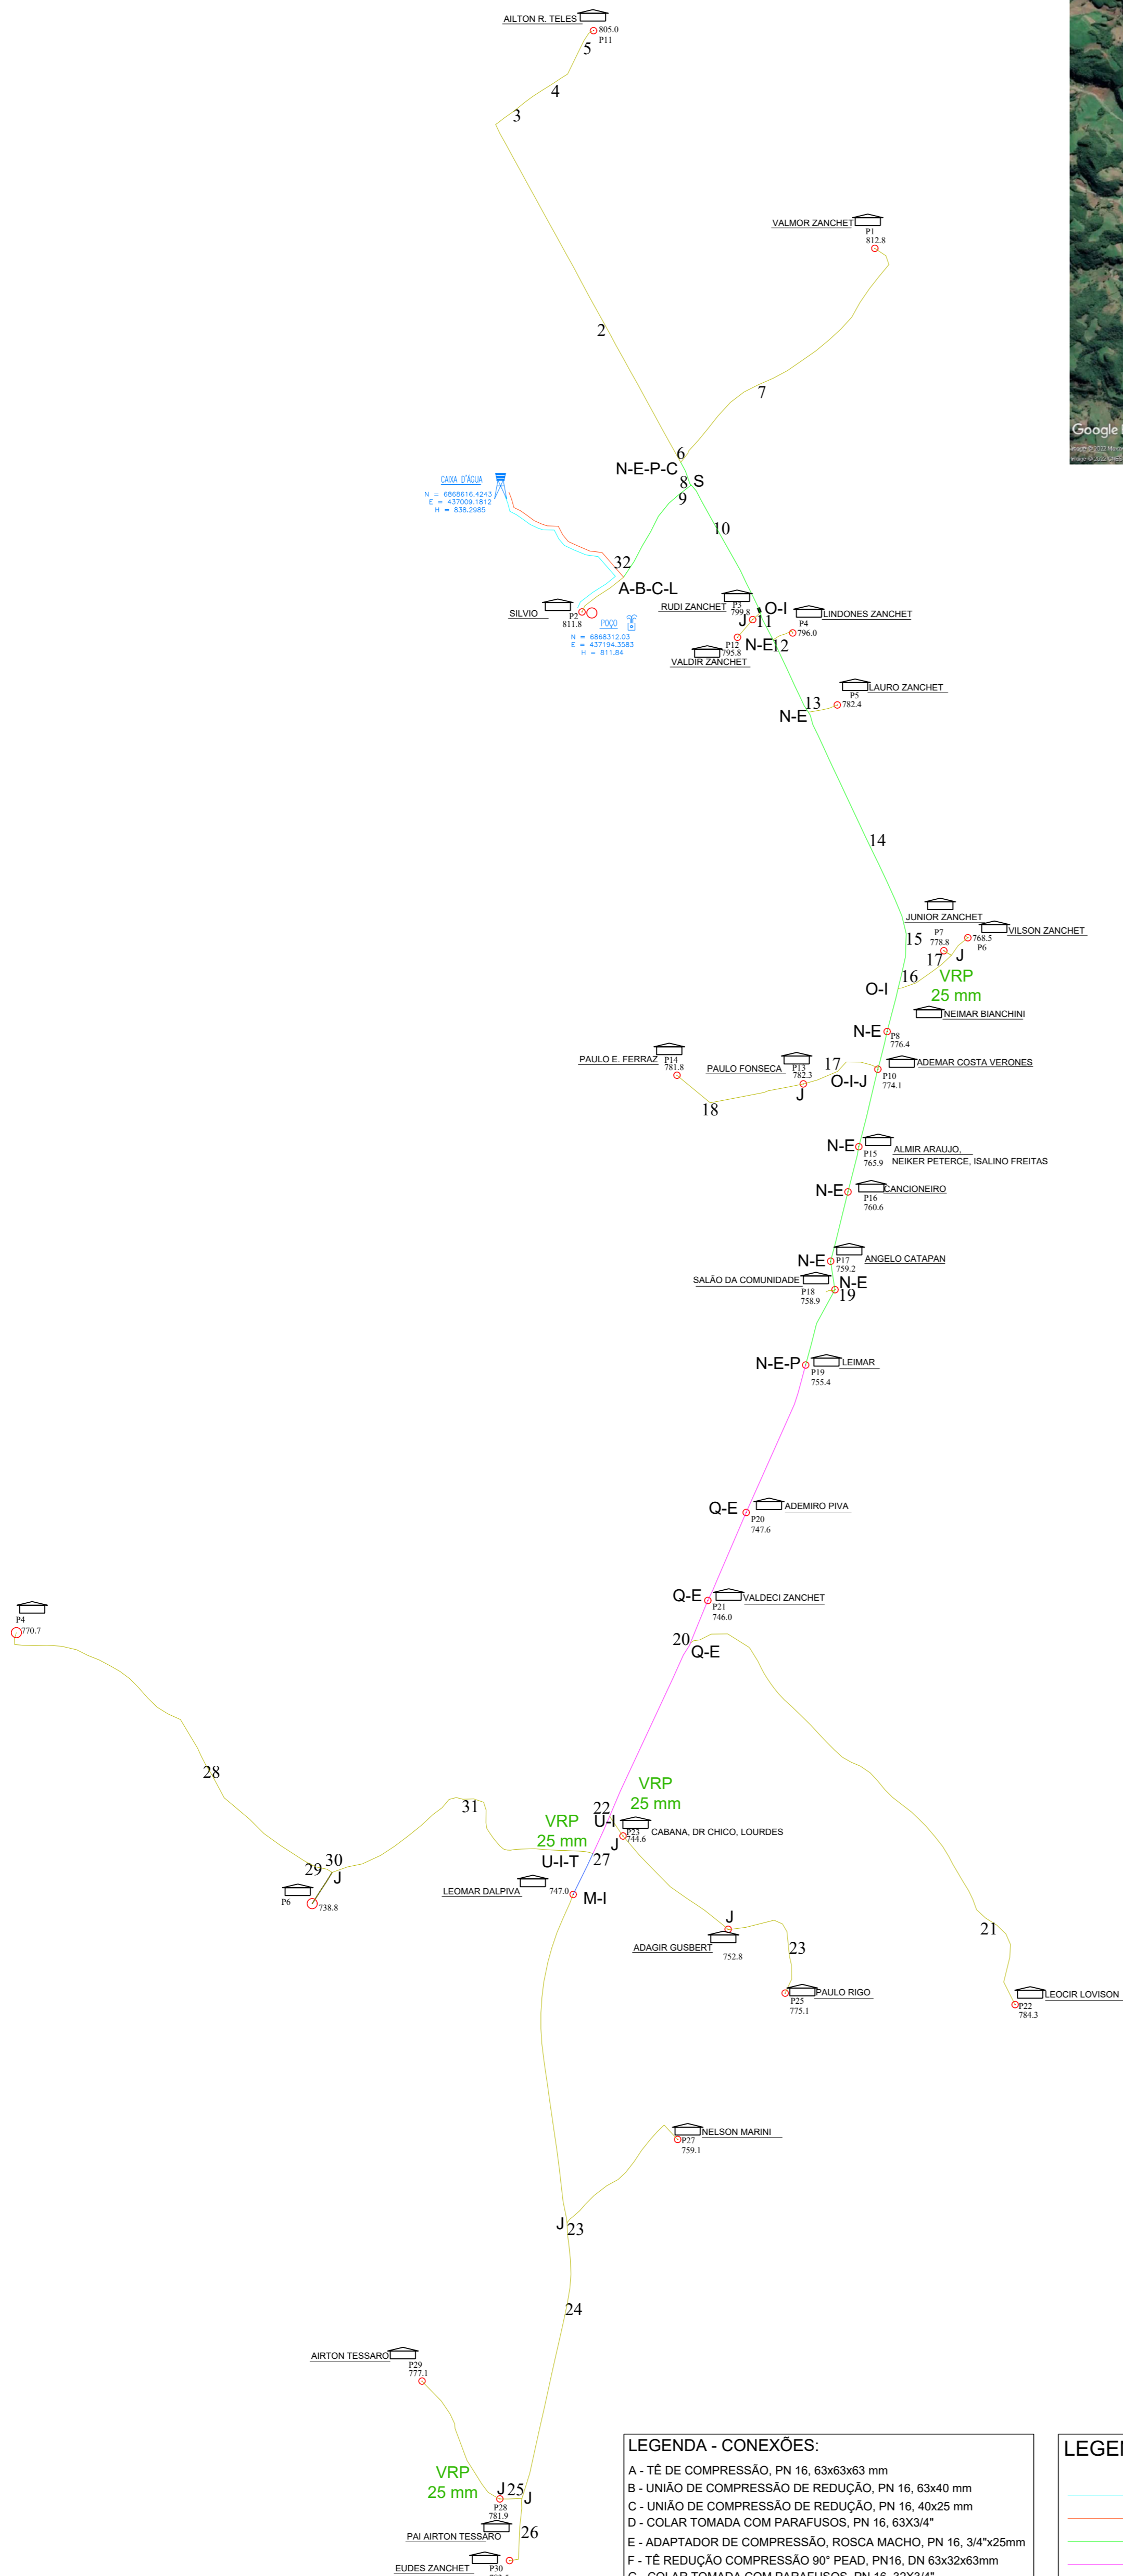 AILTON R. TELES
805.0
P11
5
4
3
VALMOR ZANCHET
P1
812.8
2
7
6
N-E-P-C
8
S
9
Google
CAIXA D'ÁGUA
N = 6868616.4243
E = 437009.1812
H = 838.2985
10
32
A-B-C-L
SILVIO
P2
811.8
POÇO
N = 6868312.03
E = 437194.3583
H = 811.84
RUDI ZANCHET
P3
799.8
O-I
J
11
LINDONES ZANCHET
P4
796.0
P12
795.8
N-E
12
VALDIR ZANCHET
LAURO ZANCHET
P5
782.4
13
N-E
14
JUNIOR ZANCHET
15
P7
778.8
VILSON ZANCHET
768.5
P6
17
J
16
VRP
25 mm
O-I
NEIMAR BIANCHINI
N-E
P8
776.4
PAULO E. FERRAZ
P14
781.8
PAULO FONSECA
P13
782.3
17
ADEMAR COSTA VERONES
O-I-J
P10
774.1
J
18
N-E
P15
765.9
ALMIR ARAUJO,
NEIKER PETERCE, ISALINO FREITAS
N-E
CANCIONEIRO
P16
760.6
N-E
P17
759.2
ANGELO CATAPAN
SALÃO DA COMUNIDADE
P18
758.9
N-E
19
N-E-P
LEIMAR
P19
755.4
Q-E
ADEMIRO PIVA
P20
747.6
Q-E
VALDECI ZANCHET
P21
746.0
P4
770.7
20
Q-E
28
31
VRP
25 mm
22
U-I
P23
744.6
CABANA, DR CHICO, LOURDES
J
VRP
25 mm
U-I-T
27
29
30
J
P6
738.8
LEOMAR DALPIVA
747.0
M-I
J
ADAGIR GUSBERT
752.8
23
21
PAULO RIGO
P25
775.1
LEOCIR LOVISON
P22
784.3
NELSON MARINI
P27
759.1
J
23
24
AIRTON TESSARO
P29
777.1
VRP
25 mm
J
25
J
P28
781.9
PAI AIRTON TESSARO
26
EUDES ZANCHET
P30
LEGENDA - CONEXÕES:
A - TÊ DE COMPRESSÃO, PN 16, 63x63x63 mm
B - UNIÃO DE COMPRESSÃO DE REDUÇÃO, PN 16, 63x40 mm
C - UNIÃO DE COMPRESSÃO DE REDUÇÃO, PN 16, 40x25 mm
D - COLAR TOMADA COM PARAFUSOS, PN 16, 63X3/4"
E - ADAPTADOR DE COMPRESSÃO, ROSCA MACHO, PN 16, 3/4"x25mm
F - TÊ REDUÇÃO COMPRESSÃO 90° PEAD, PN16, DN 63x32x63mm
G - COLAR TOMADA COM PARAFUSOS, PN 16, 32X3/4"
LEGEN